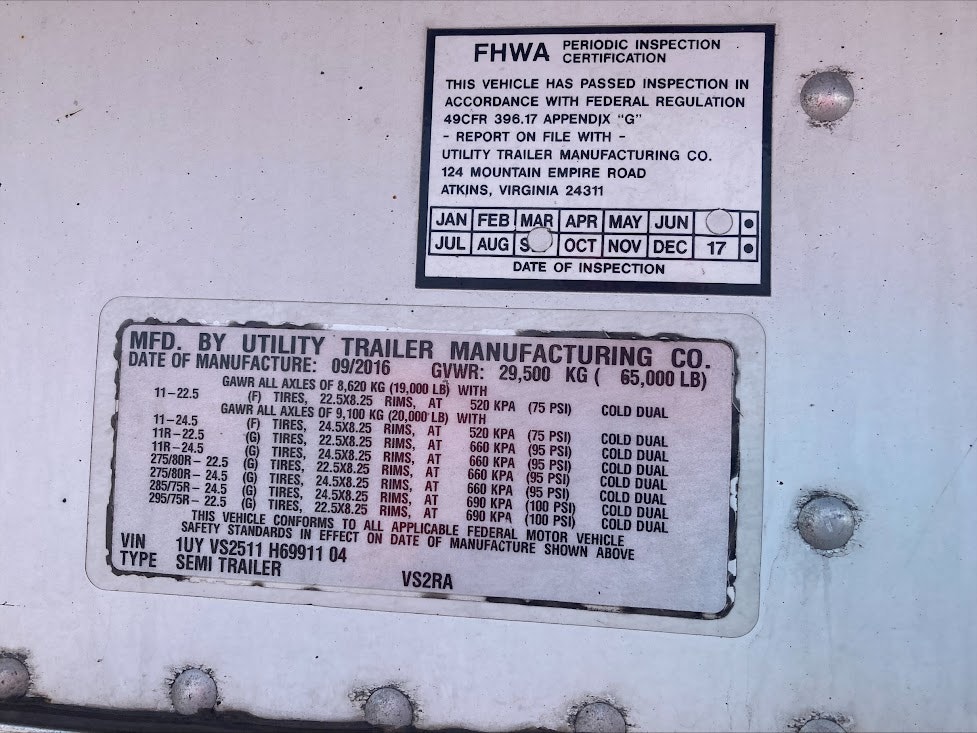 FHWA PERIODIC INSPECTION
CERTIFICATION
THIS VEHICLE HAS PASSED INSPECTION IN
ACCORDANCE WITH FEDERAL REGULATION
49CFR 396.17 APPENDIX "G"
- REPORT ON FILE WITH -
UTILITY TRAILER MANUFACTURING CO.
124 MOUNTAIN EMPIRE ROAD
ATKINS, VIRGINIA 24311
JAN FEB MAR APR MAY JUN
JUL AUG OCT NOV DEC 17
DATE OF INSPECTION
MFD. BY UTILITY TRAILER MANUFACTURING CO.
DATE OF MANUFACTURE: 09/2016 GVWR: 29,500 KG ( 65,000 LB)
GAWR ALL AXLES OF 8,620 KG (19,000 LB) WITH
11-22.5 (F) TIRES, 22.5X8.25 RIMS, AT 520 KPA (75 PSI) COLD DUAL
GAWR ALL AXLES OF 9,100 KG (20,000 LB) WITH
11-24.5 (F) TIRES, 24.5X8.25 RIMS, AT 520 KPA (75 PSI) COLD DUAL
11R-22.5 (G) TIRES, 22.5X8.25 RIMS, AT 660 KPA (95 PSI) COLD DUAL
11R-24.5 (G) TIRES, 24.5X8.25 RIMS, AT 660 KPA (95 PSI) COLD DUAL
275/80R-22.5 (G) TIRES, 22.5X8.25 RIMS, AT 660 KPA (95 PSI) COLD DUAL
275/80R-24.5 (G) TIRES, 24.5X8.25 RIMS, AT 660 KPA (95 PSI) COLD DUAL
285/75R-24.5 (G) TIRES, 24.5X8.25 RIMS, AT 690 KPA (100 PSI) COLD DUAL
295/75R-22.5 (G) TIRES, 22.5X8.25 RIMS, AT 690 KPA (100 PSI) COLD DUAL
THIS VEHICLE CONFORMS TO ALL APPLICABLE FEDERAL MOTOR VEHICLE
SAFETY STANDARDS IN EFFECT ON DATE OF MANUFACTURE SHOWN ABOVE
VIN 1UY VS2511 H69911 04
TYPE SEMI TRAILER VS2RA